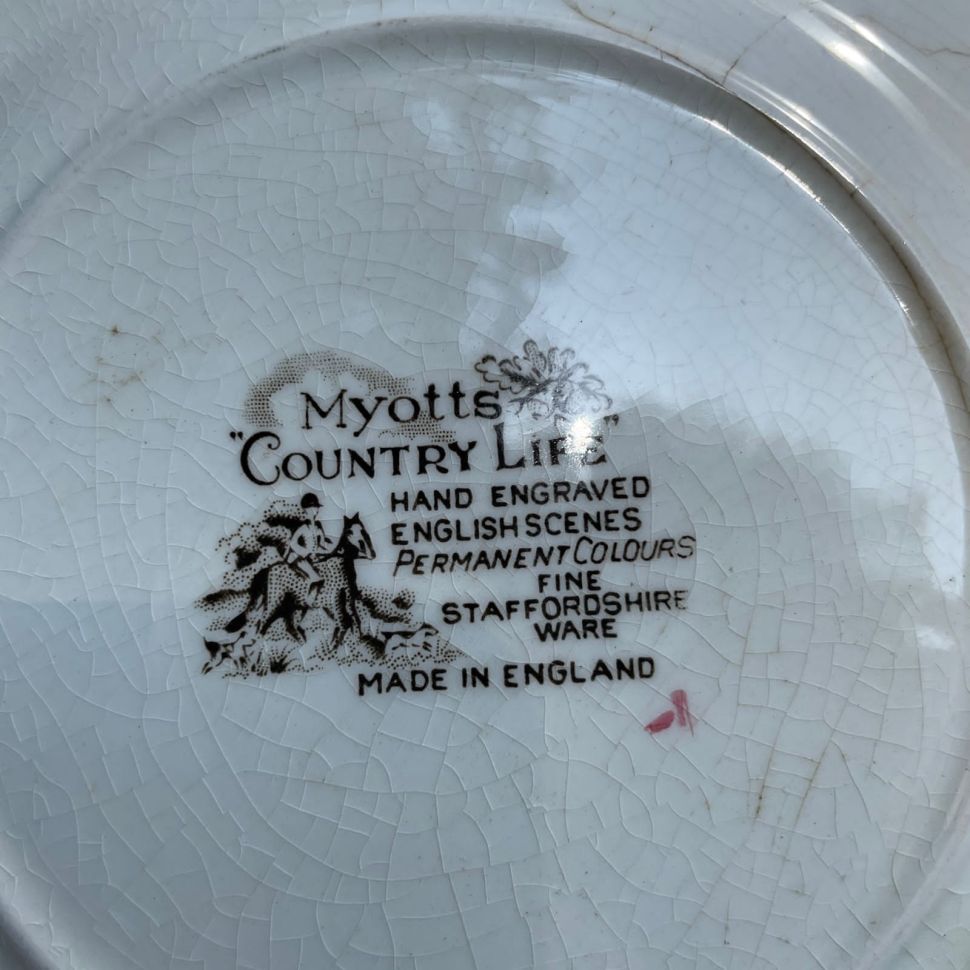 Myotts
"COUNTRY LIFE"
HAND ENGRAVED
ENGLISH SCENES
PERMANENT COLOURS
FINE
STAFFORDSHIRE
WARE
MADE IN ENGLAND